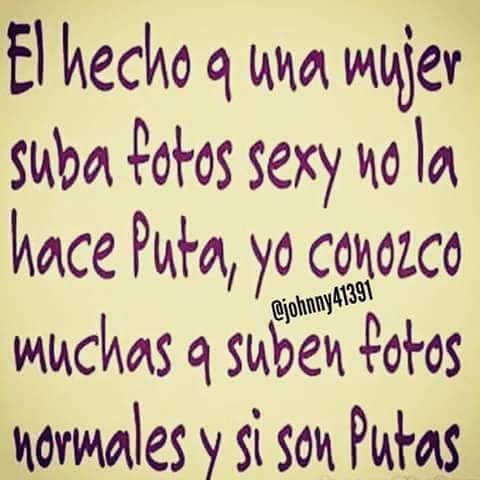 El hecho q una mujer
suba fotos sexy no la
hace Puta, yo conozco
@johnny41391
muchas q suben fotos
normales y si son Putas